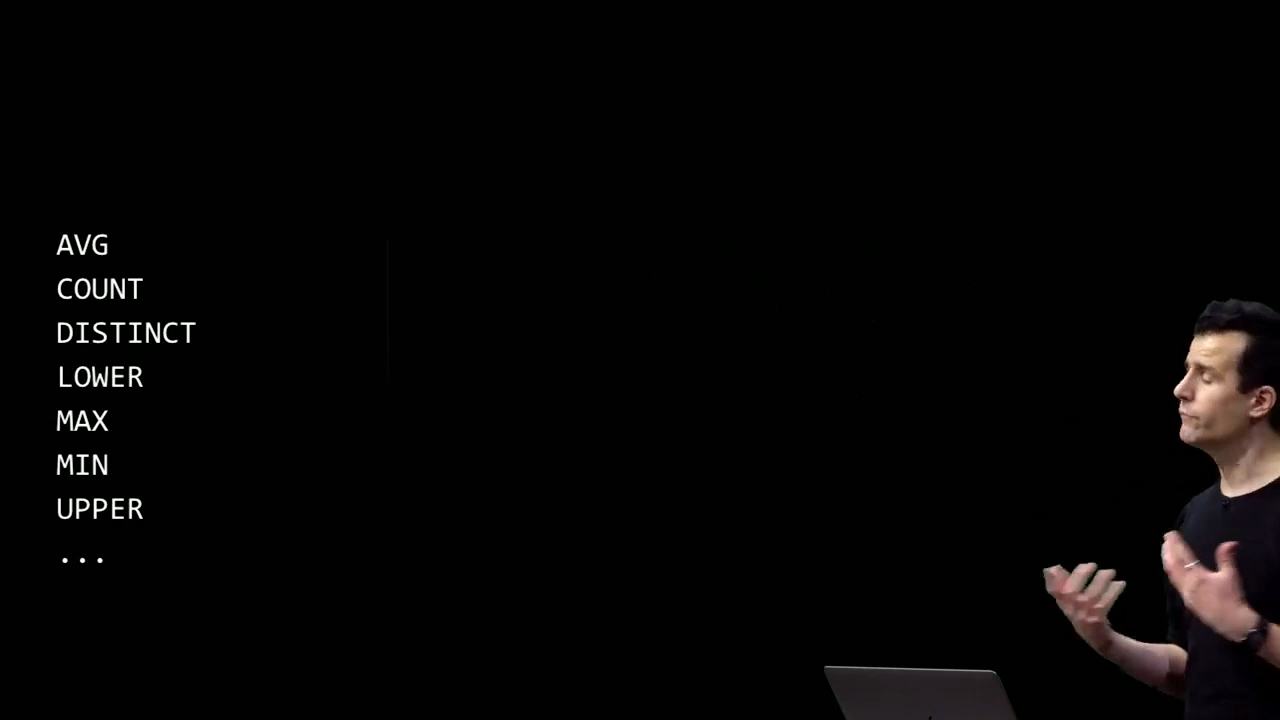 AVG
COUNT
DISTINCT
LOWER
MAX
MIN
UPPER
...